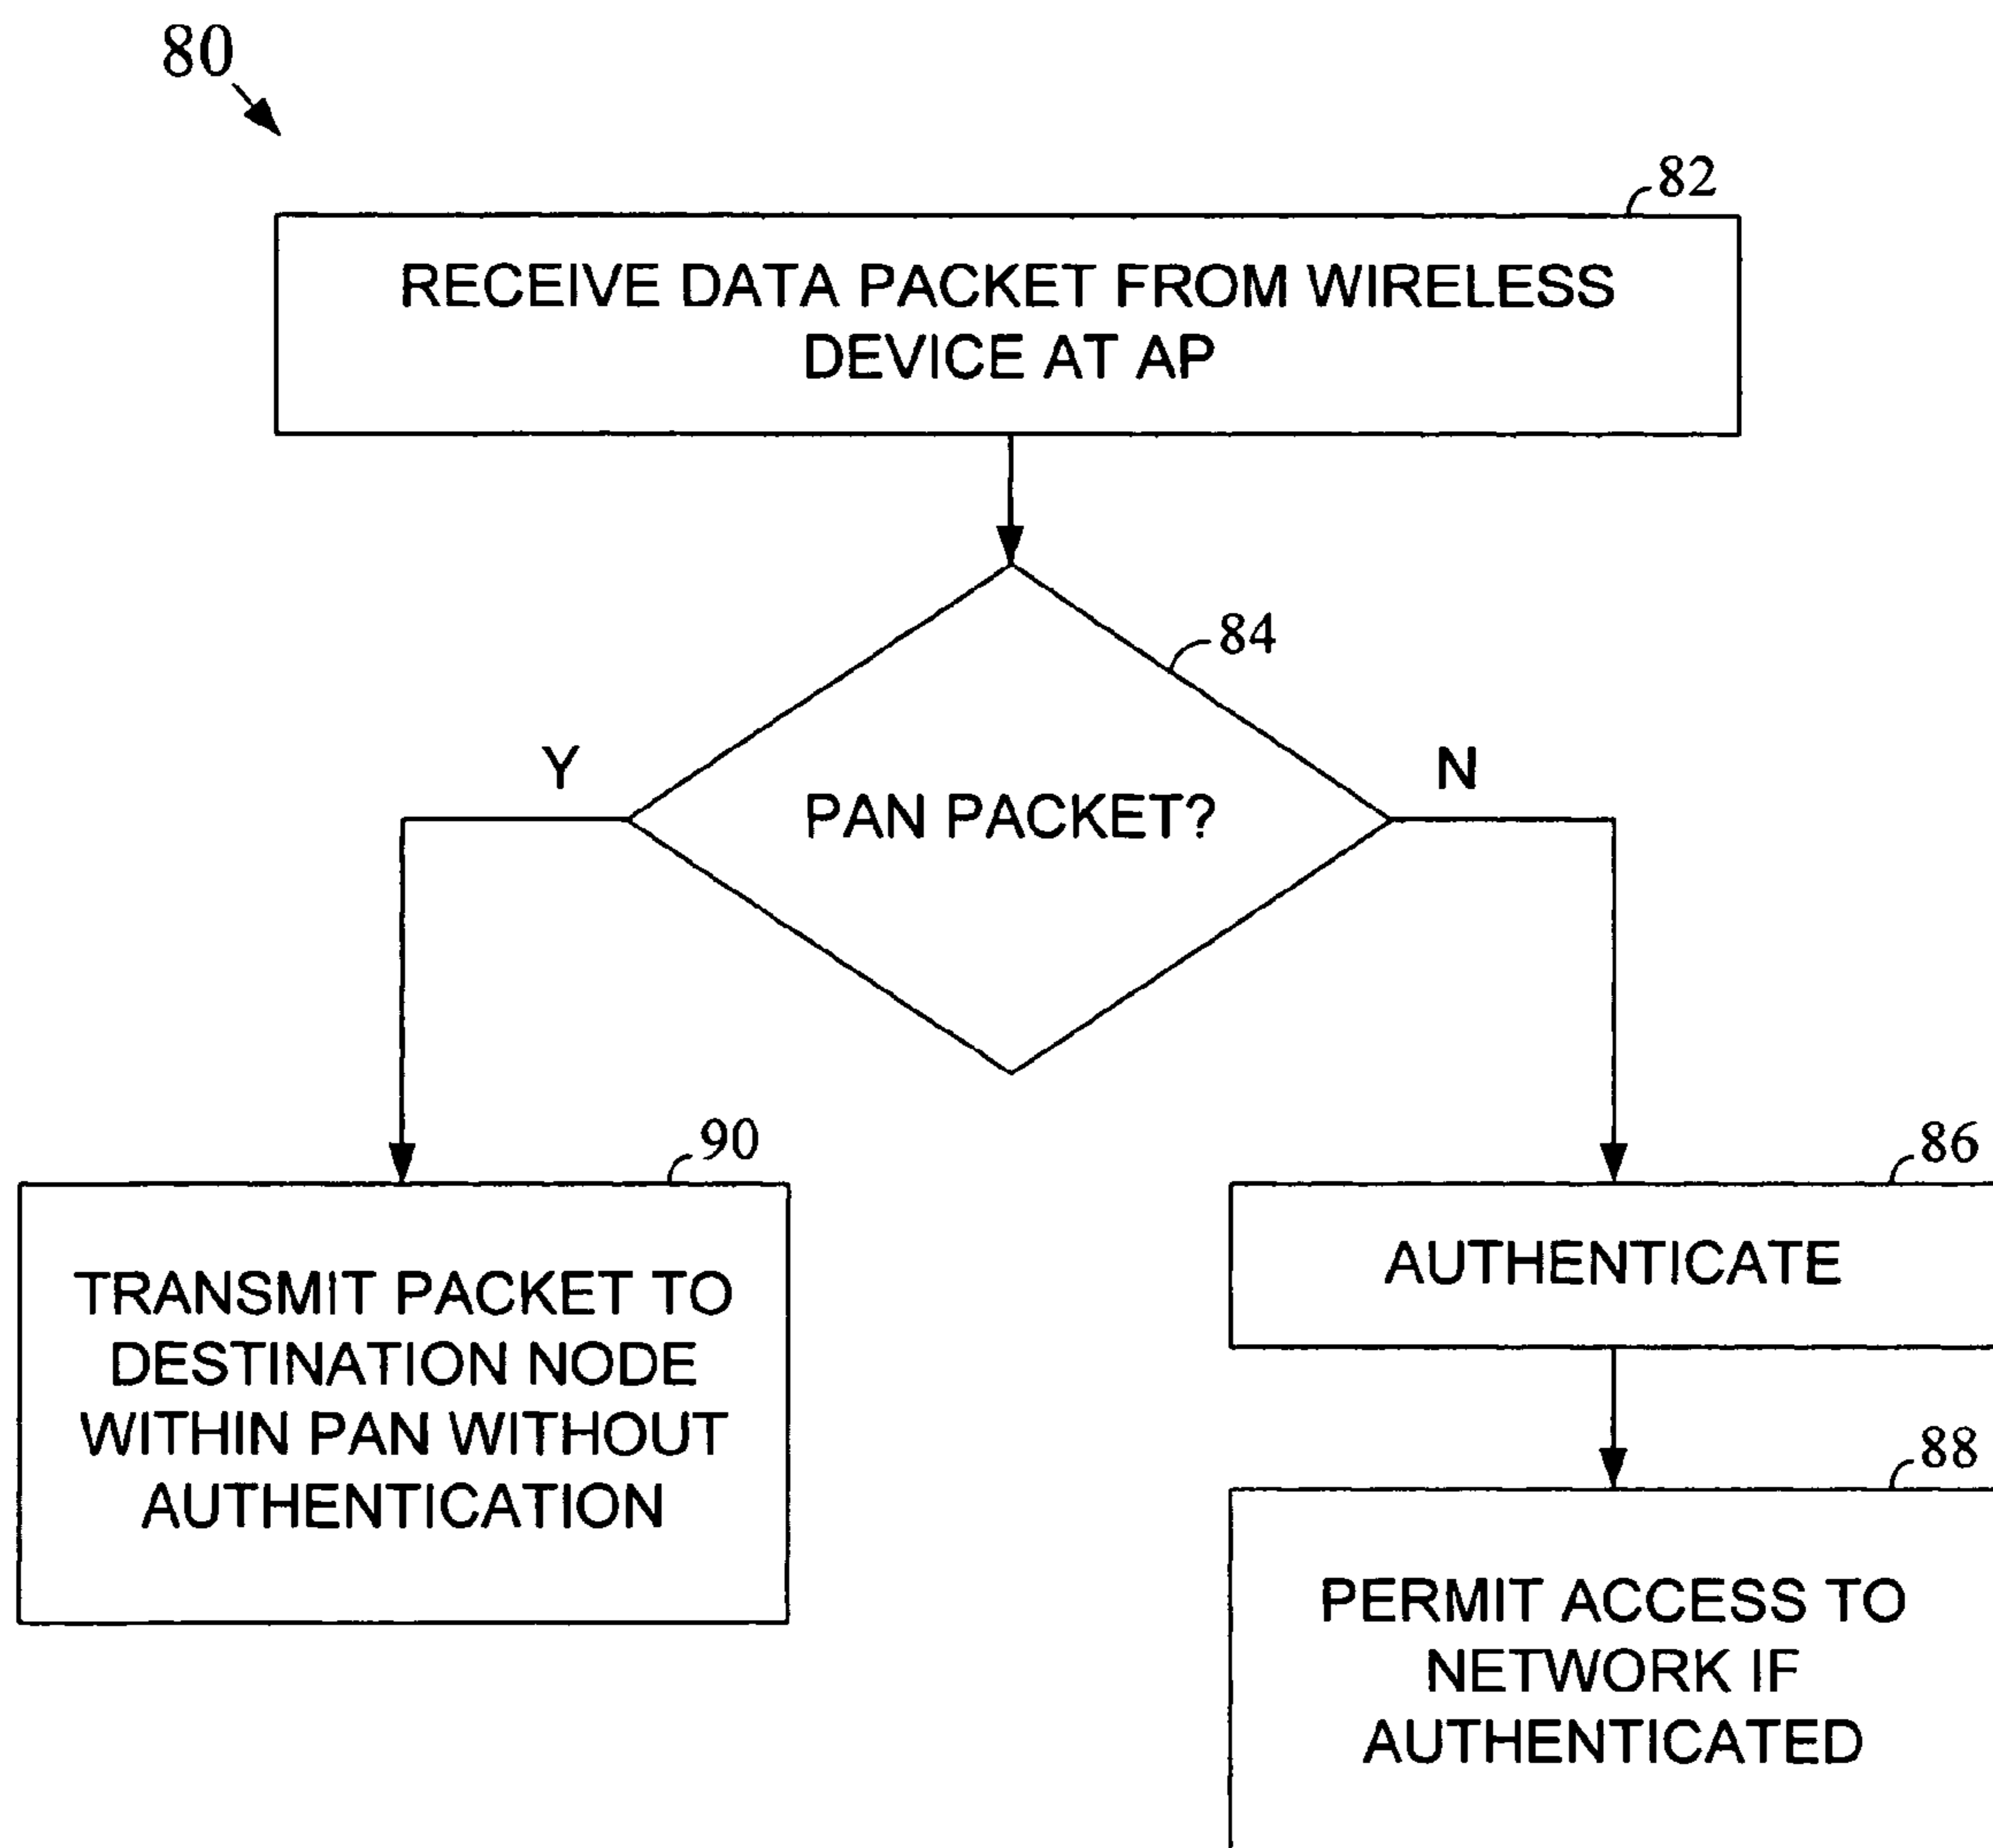 80
82
RECEIVE DATA PACKET FROM WIRELESS
DEVICE AT AP
84
Y
N
PAN PACKET?
90
TRANSMIT PACKET TO
DESTINATION NODE
WITHIN PAN WITHOUT
AUTHENTICATION
86
AUTHENTICATE
88
PERMIT ACCESS TO
NETWORK IF
AUTHENTICATED